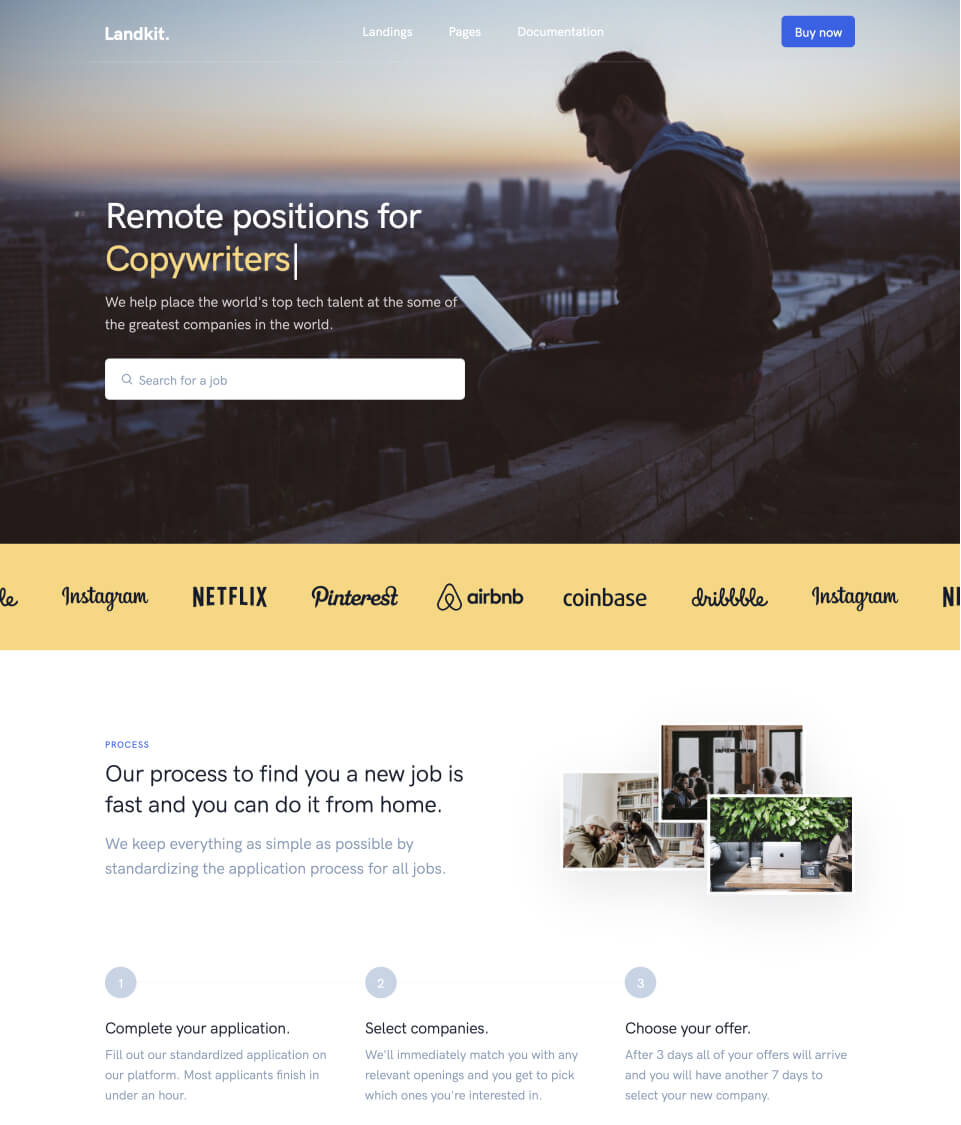 Landkit.
Landings Pages Documentation
Buy now
Remote positions for
Copywriters
We help place the world's top tech talent at the some of
the greatest companies in the world.
Search for a job
Instagram NETFLIX Pinterest airbnb coinbase dribbble Instagram
PROCESS
Our process to find you a new job is
fast and you can do it from home.
We keep everything as simple as possible by
standardizing the application process for all jobs.
1
2
3
Complete your application.
Fill out our standardized application on
our platform. Most applicants finish in
under an hour.
Select companies.
We'll immediately match you with any
relevant openings and you get to pick
which ones you're interested in.
Choose your offer.
After 3 days all of your offers will arrive
and you will have another 7 days to
select your new company.